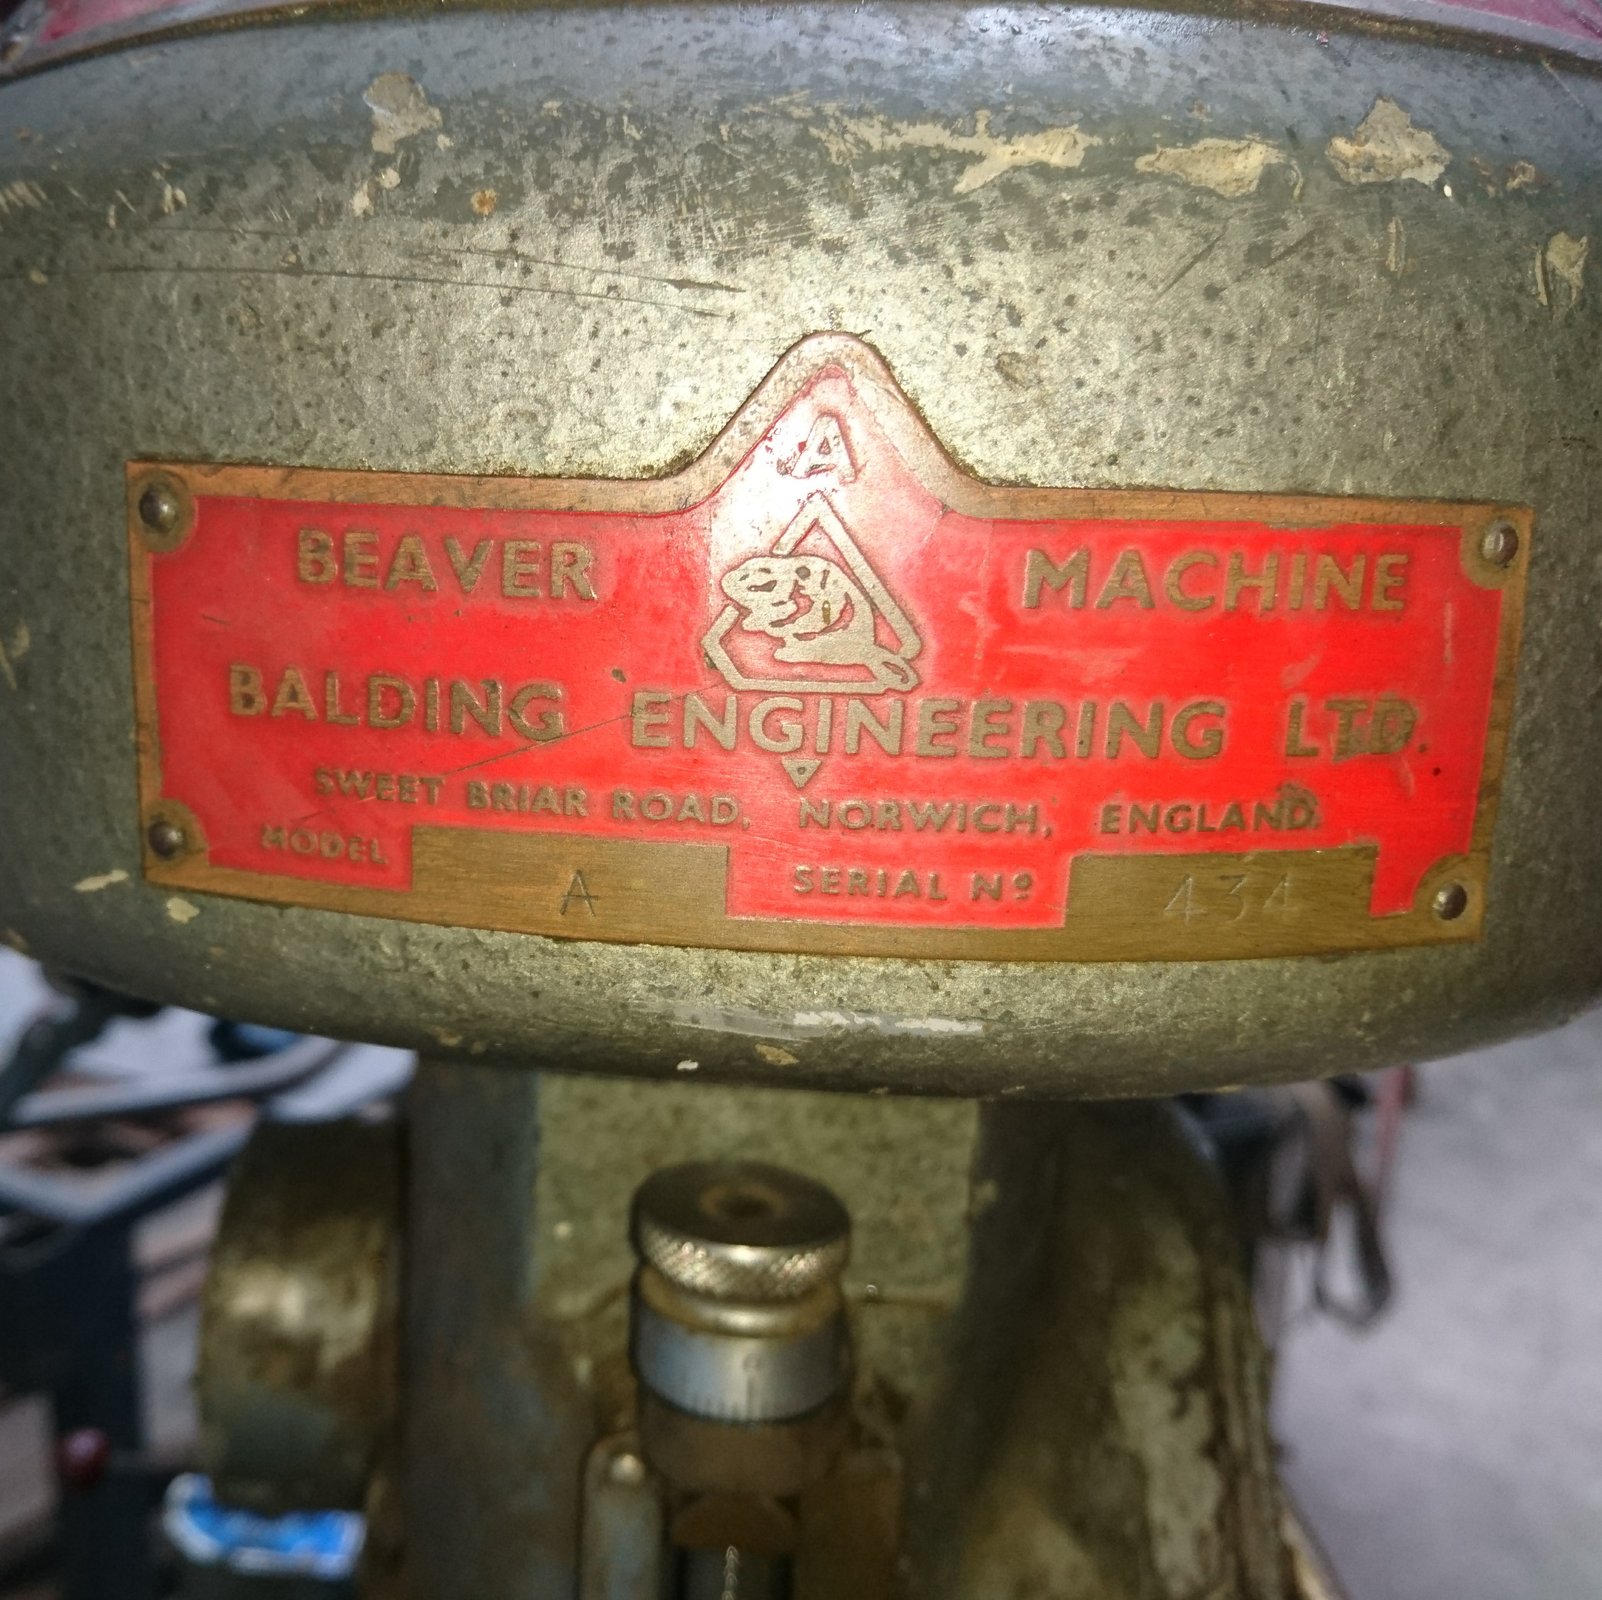 A
BEAVER MACHINE
BALDING ENGINEERING LTD.
SWEET BRIAR ROAD, NORWICH, ENGLAND.
MODEL A SERIAL Nº 434